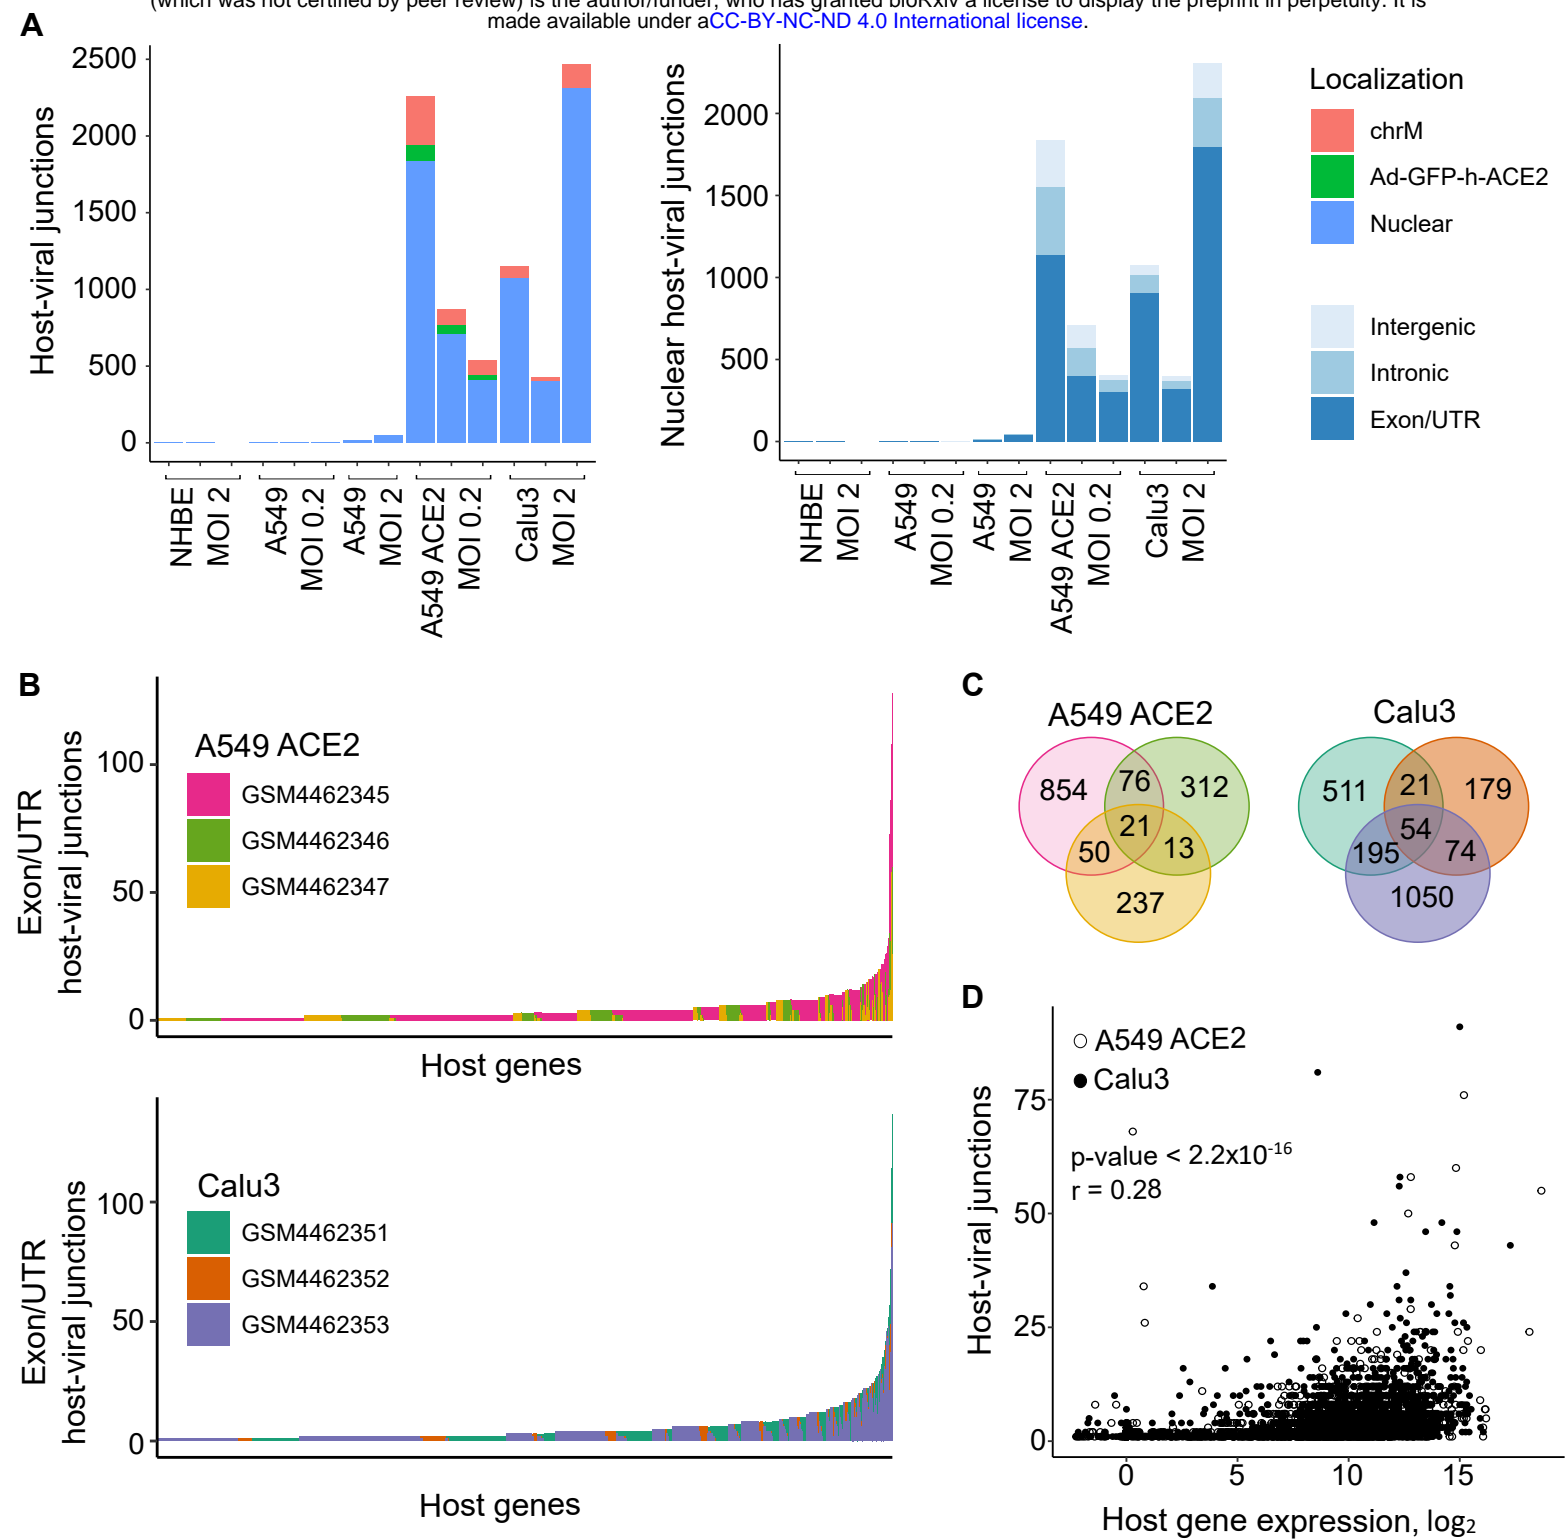 (which was not certified by peer review) is the author/funder, who has granted bioRxiv a license to display the preprint in perpetuity. It is
made available under aCC-BY-NC-ND 4.0 International license.
A
Host-viral junctions
2500
2000
1500
1000
500
0
NHBE
MOI 2
A549
MOI 0.2
A549
MOI 2
A549 ACE2
MOI 0.2
Calu3
MOI 2
Nuclear host-viral junctions
2000
1500
1000
500
0
NHBE
MOI 2
A549
MOI 0.2
A549
MOI 2
A549 ACE2
MOI 0.2
Calu3
MOI 2
Localization
chrM
Ad-GFP-h-ACE2
Nuclear
Intergenic
Intronic
Exon/UTR
B
Exon/UTR
host-viral junctions
100
50
0
A549 ACE2
GSM4462345
GSM4462346
GSM4462347
Host genes
Exon/UTR
host-viral junctions
100
50
0
Calu3
GSM4462351
GSM4462352
GSM4462353
Host genes
C
A549 ACE2
854
76
312
21
50
13
237
Calu3
511
21
179
54
195
74
1050
D
Host-viral junctions
75
50
25
0
A549 ACE2
Calu3
p-value < 2.2x10⁻¹⁶
r = 0.28
0
5
10
15
Host gene expression, log₂